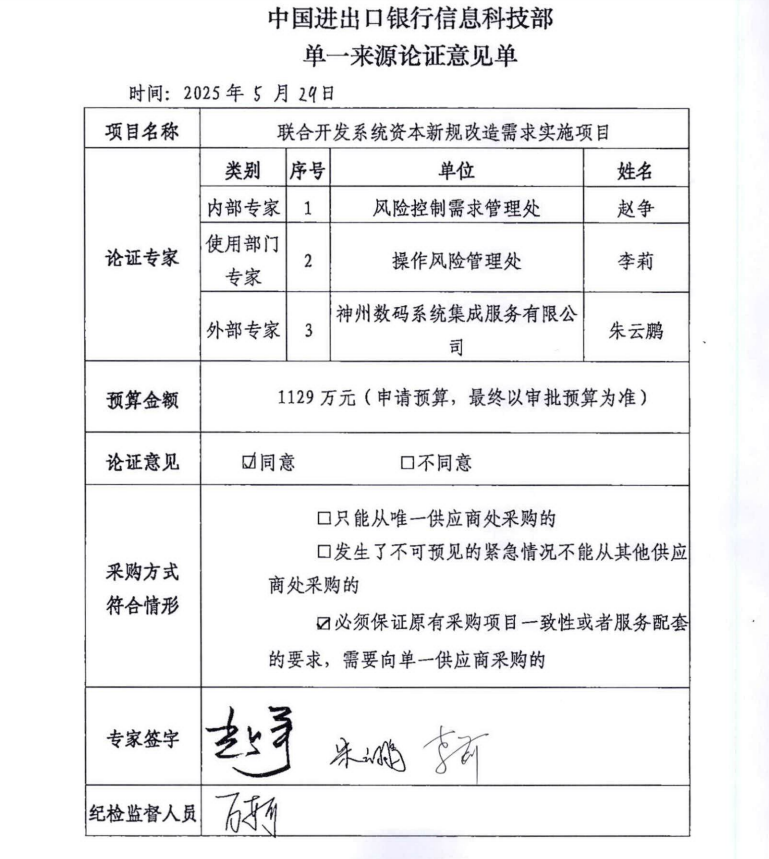 中国进出口银行信息科技部
单一来源论证意见单
时间：2025年5月29日
项目名称 联合开发系统资本新规改造需求实施项目
论证专家 类别 序号 单位 姓名
内部专家 1 风险控制需求管理处 赵争
使用部门
专家 2 操作风险管理处 李莉
外部专家 3 神州数码系统集成服务有限公
司 朱云鹏
预算金额 1129万元（申请预算，最终以审批预算为准）
论证意见 ☑同意 □不同意
采购方式
符合情形
□只能从唯一供应商处采购的
□发生了不可预见的紧急情况不能从其他供应
商处采购的
☑必须保证原有采购项目一致性或者服务配套
的要求，需要向单一供应商采购的
专家签字 赵争 朱云鹏 李莉
纪检监督人员